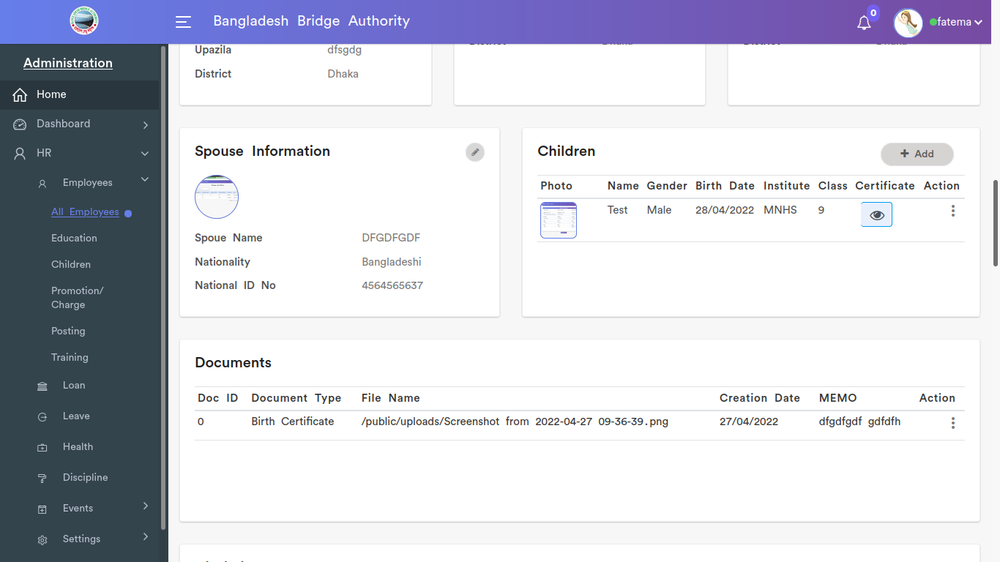 Bangladesh Bridge Authority
0
fatema
Administration
Home
Dashboard
HR
Employees
All Employees
Education
Children
Promotion/
Charge
Posting
Training
Loan
Leave
Health
Discipline
Events
Settings
Upazila dfsgdg
District Dhaka
District Dhaka
District Dhaka
Spouse Information
Spoue Name DFGDFGDF
Nationality Bangladeshi
National ID No 4564565637
Children
Add
Photo Name Gender Birth Date Institute Class Certificate Action
Test Male 28/04/2022 MNHS 9
Documents
Doc ID Document Type File Name Creation Date MEMO Action
0 Birth Certificate /public/uploads/Screenshot from 2022-04-27 09-36-39.png 27/04/2022 dfgdfgdf gdfdfh